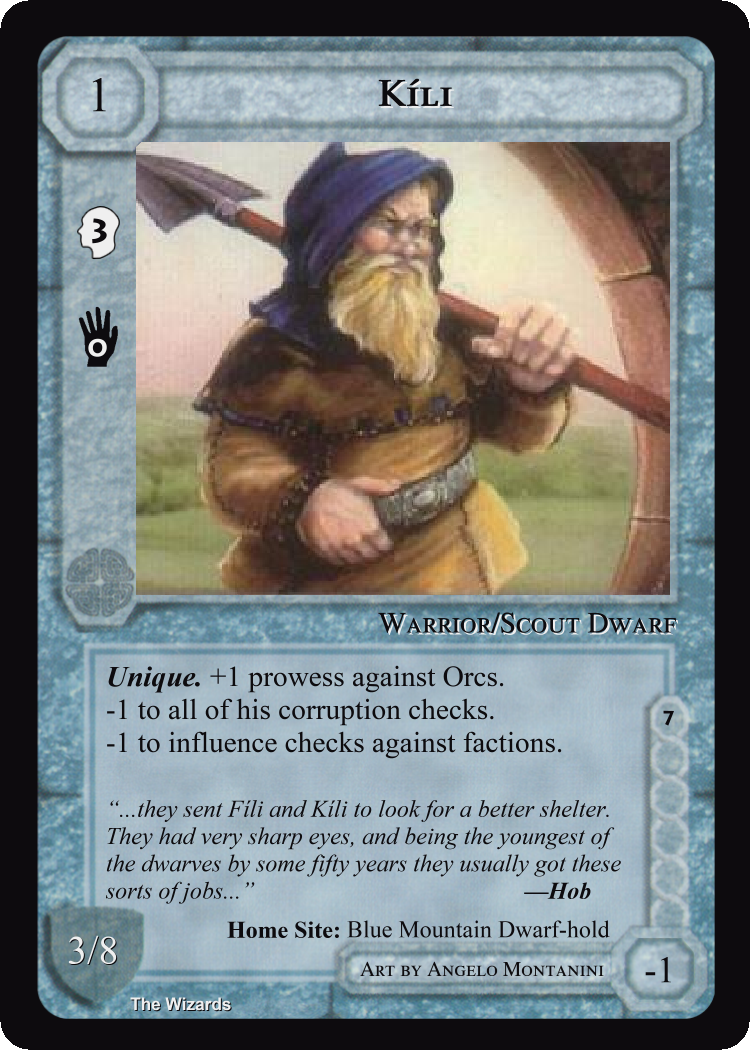 1
Kíli
3
0
Warrior/Scout Dwarf
Unique. +1 prowess against Orcs.
-1 to all of his corruption checks.
-1 to influence checks against factions.
7
“...they sent Fíli and Kíli to look for a better shelter.
They had very sharp eyes, and being the youngest of
the dwarves by some fifty years they usually got these
sorts of jobs...” —Hob
Home Site: Blue Mountain Dwarf-hold
3/8
Art by Angelo Montanini
-1
The Wizards